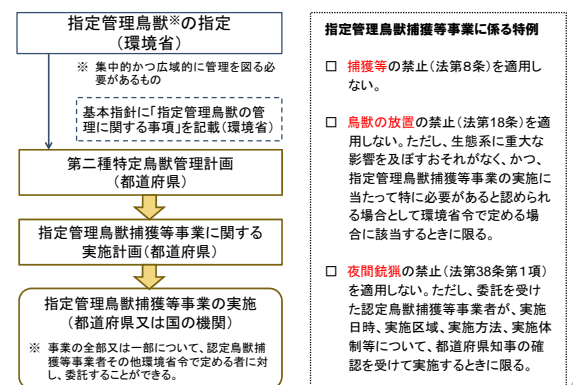 指定管理鳥獣※の指定
(環境省)
※ 集中的かつ広域的に管理を図る必
要があるもの
基本指針に「指定管理鳥獣の管
理に関する事項」を記載(環境省)
第二種特定鳥獣管理計画
(都道府県)
指定管理鳥獣捕獲等事業に関する
実施計画(都道府県)
指定管理鳥獣捕獲等事業の実施
(都道府県又は国の機関)
※ 事業の全部又は一部について、認定鳥獣捕
獲等事業者その他環境省令で定める者に対
し、委託することができる。
指定管理鳥獣捕獲等事業に係る特例
□ 捕獲等の禁止(法第8条)を適用し
ない。
□ 鳥獣の放置の禁止(法第18条)を適
用しない。ただし、生態系に重大な
影響を及ぼすおそれがなく、かつ、
指定管理鳥獣捕獲等事業の実施に
当たって特に必要があると認められ
る場合として環境省令で定める場
合に該当するときに限る。
□ 夜間銃猟の禁止(法第38条第1項)
を適用しない。ただし、委託を受け
た認定鳥獣捕獲等事業者が、実施
日時、実施区域、実施方法、実施体
制等について、都道府県知事の確
認を受けて実施するときに限る。